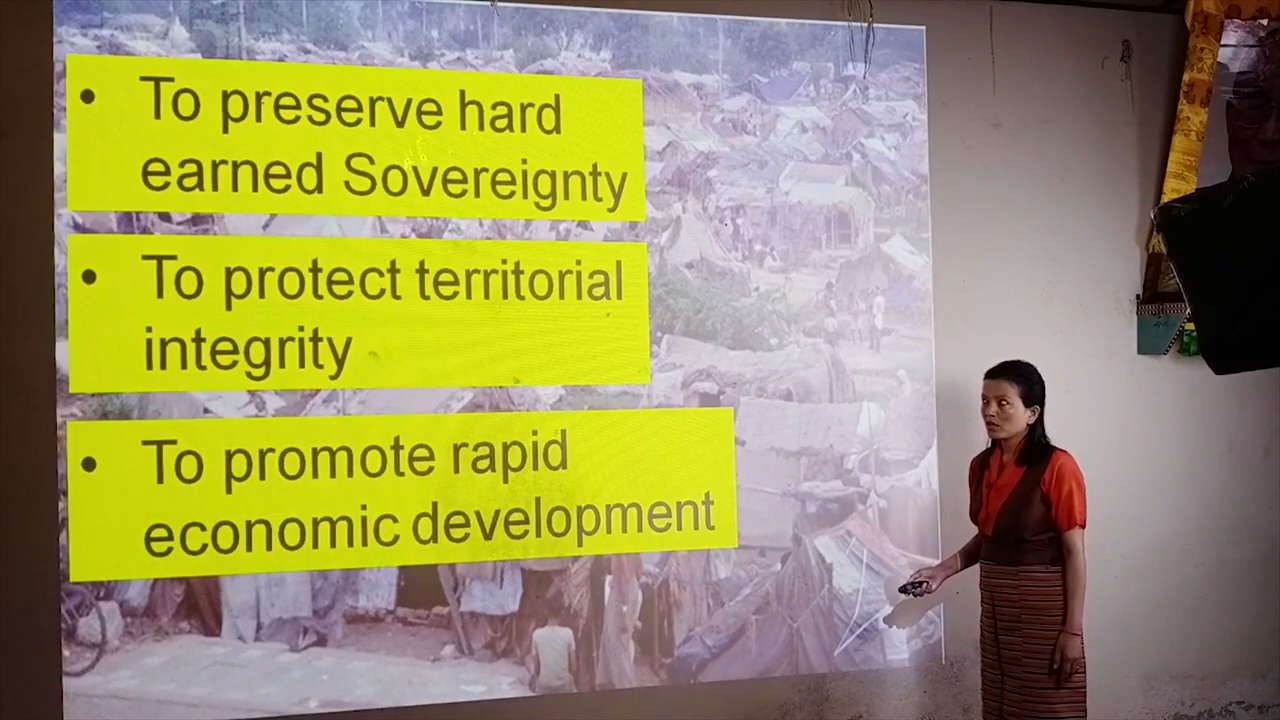 • To preserve hard
earned Sovereignty
• To protect territorial
integrity
• To promote rapid
economic development